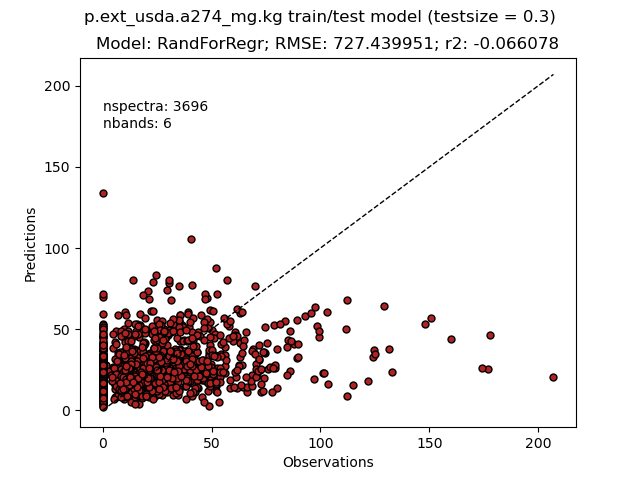 p.ext_usda.a274_mg.kg train/test model (testsize = 0.3)
Model: RandForRegr; RMSE: 727.439951; r2: -0.066078
nspectra: 3696
nbands: 6
Predictions
200
150
100
50
0
0 50 100 150 200
Observations